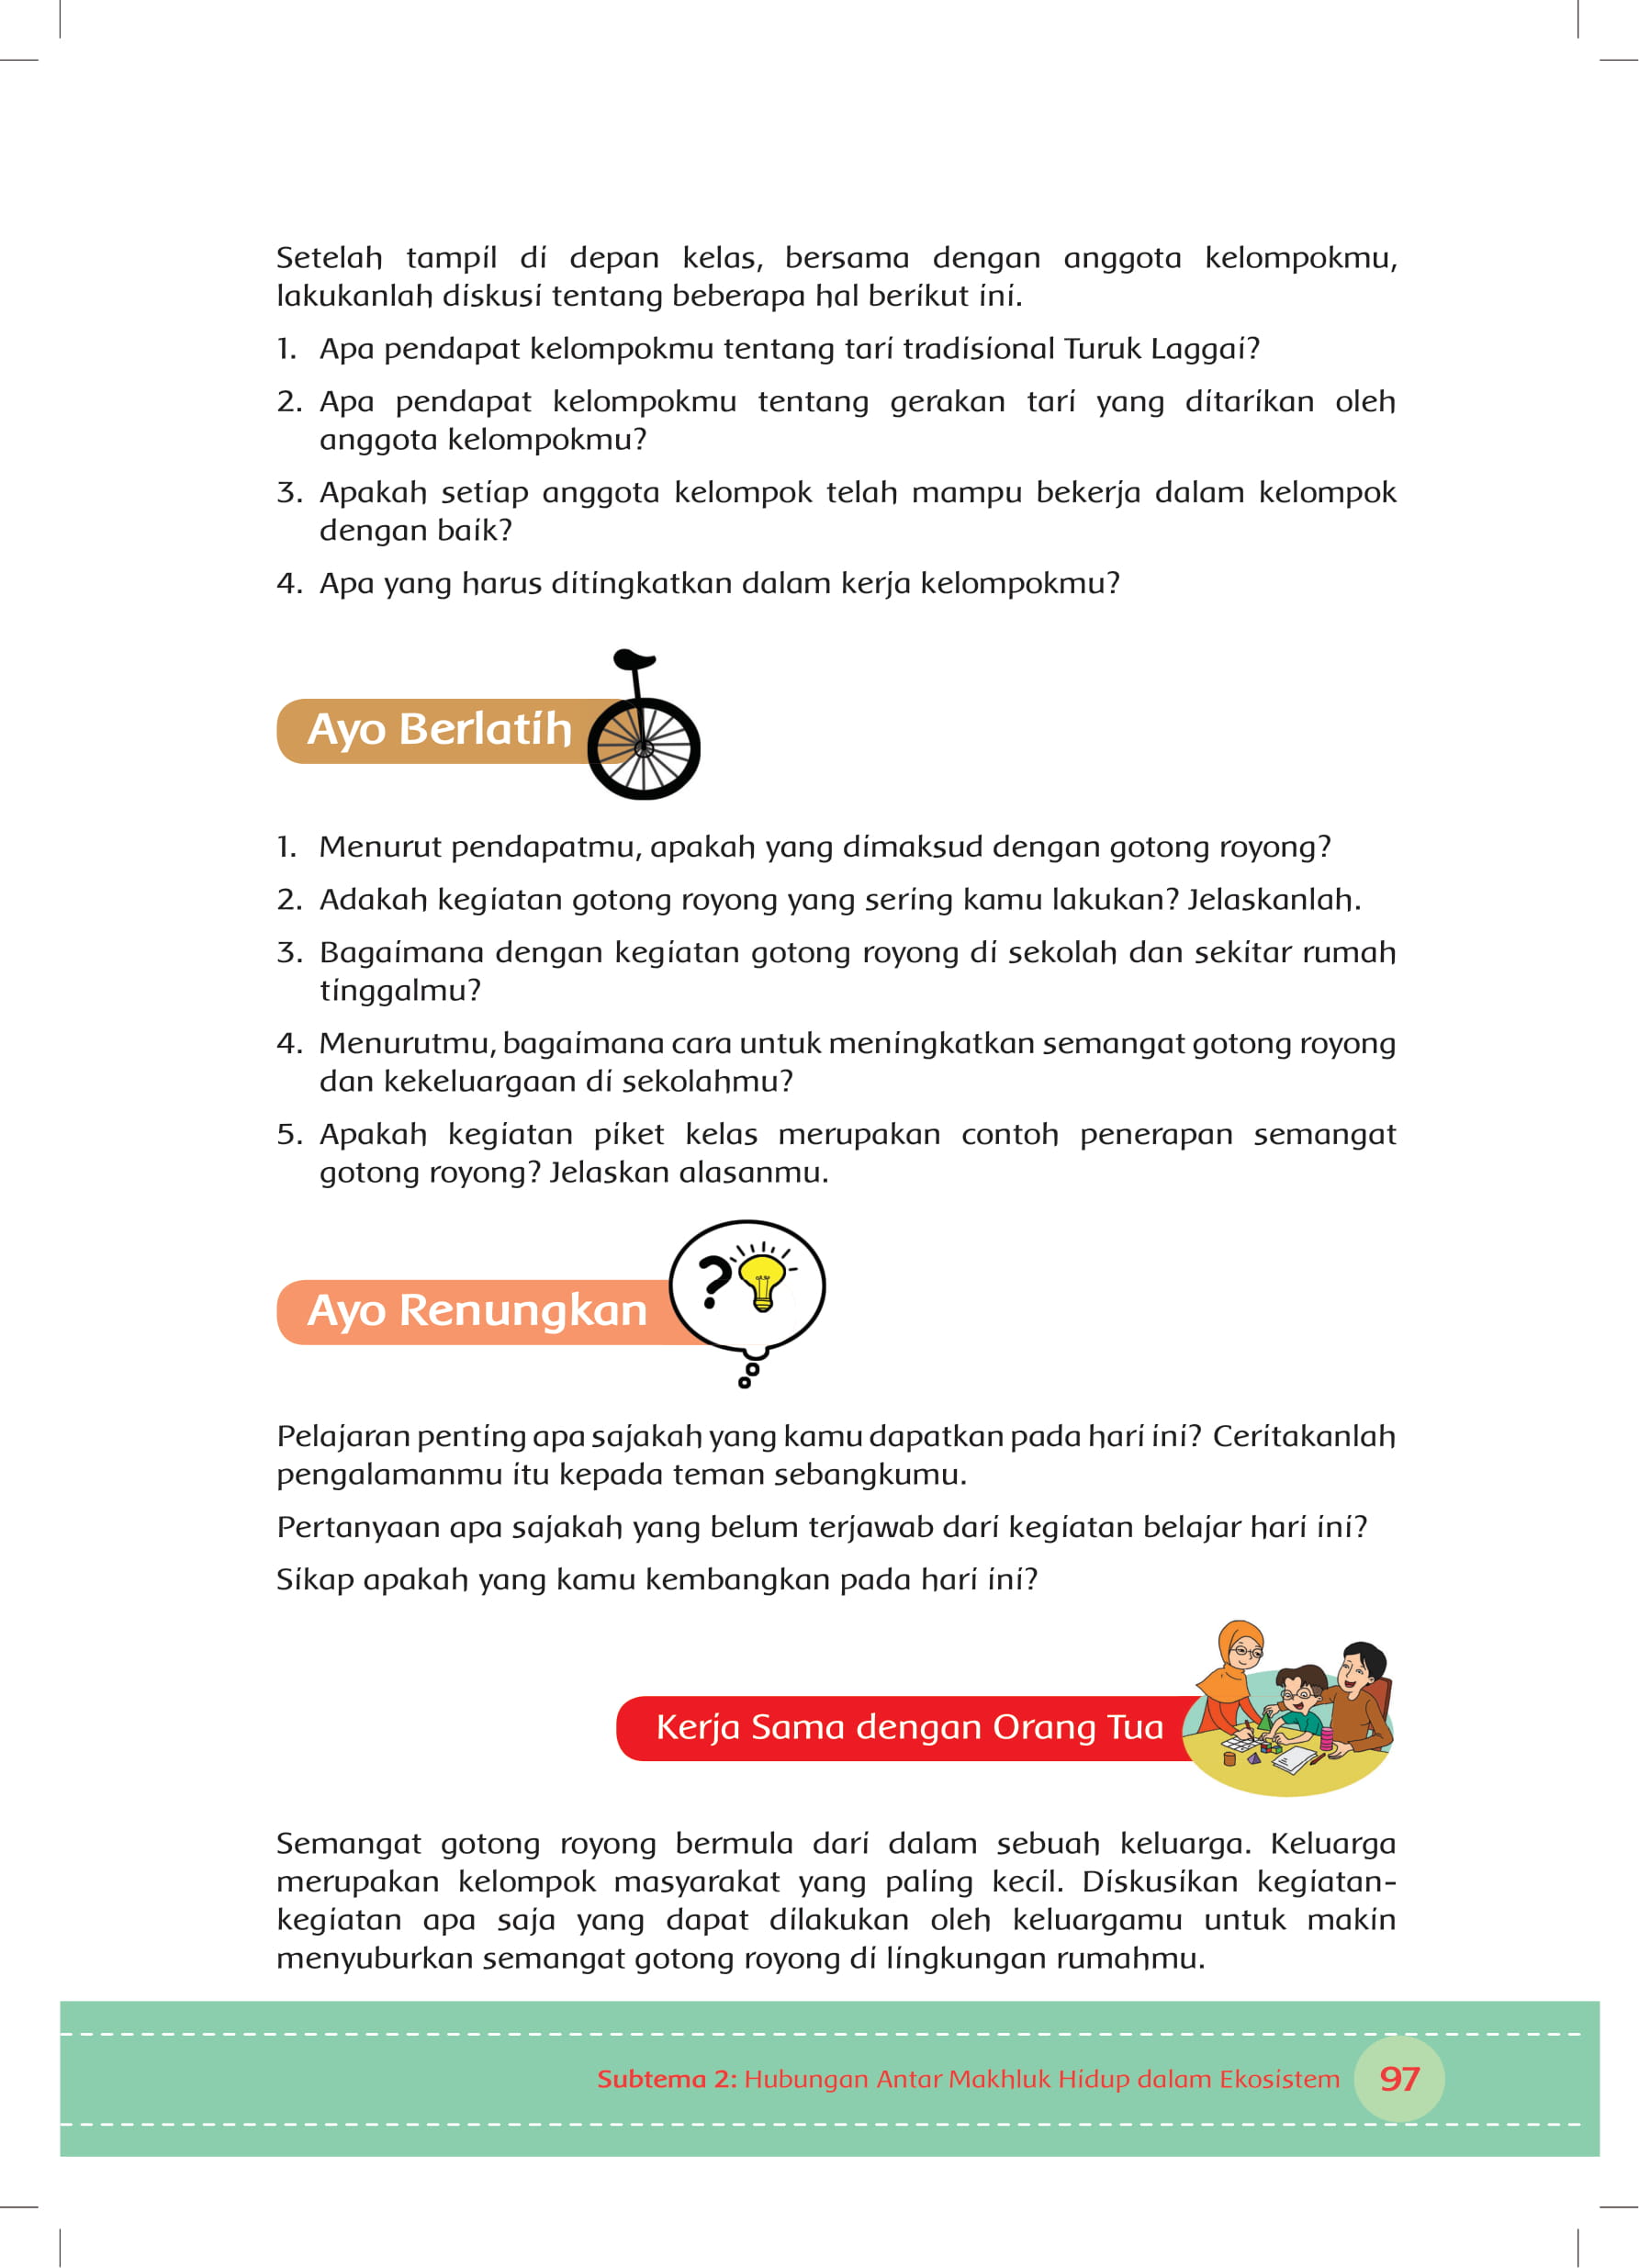 Setelah tampil di depan kelas, bersama dengan anggota kelompokmu,
lakukanlah diskusi tentang beberapa hal berikut ini.
1. Apa pendapat kelompokmu tentang tari tradisional Turuk Laggai?
2. Apa pendapat kelompokmu tentang gerakan tari yang ditarikan oleh
anggota kelompokmu?
3. Apakah setiap anggota kelompok telah mampu bekerja dalam kelompok
dengan baik?
4. Apa yang harus ditingkatkan dalam kerja kelompokmu?
Ayo Berlatih
1. Menurut pendapatmu, apakah yang dimaksud dengan gotong royong?
2. Adakah kegiatan gotong royong yang sering kamu lakukan? Jelaskanlah.
3. Bagaimana dengan kegiatan gotong royong di sekolah dan sekitar rumah
tinggalmu?
4. Menurutmu, bagaimana cara untuk meningkatkan semangat gotong royong
dan kekeluargaan di sekolahmu?
5. Apakah kegiatan piket kelas merupakan contoh penerapan semangat
gotong royong? Jelaskan alasanmu.
?
Ayo Renungkan
Pelajaran penting apa sajakah yang kamu dapatkan pada hari ini? Ceritakanlah
pengalamanmu itu kepada teman sebangkumu.
Pertanyaan apa sajakah yang belum terjawab dari kegiatan belajar hari ini?
Sikap apakah yang kamu kembangkan pada hari ini?
Kerja Sama dengan Orang Tua
Semangat gotong royong bermula dari dalam sebuah keluarga. Keluarga
merupakan kelompok masyarakat yang paling kecil. Diskusikan kegiatan-
kegiatan apa saja yang dapat dilakukan oleh keluargamu untuk makin
menyuburkan semangat gotong royong di lingkungan rumahmu.
Subtema 2: Hubungan Antar Makhluk Hidup dalam Ekosistem 97